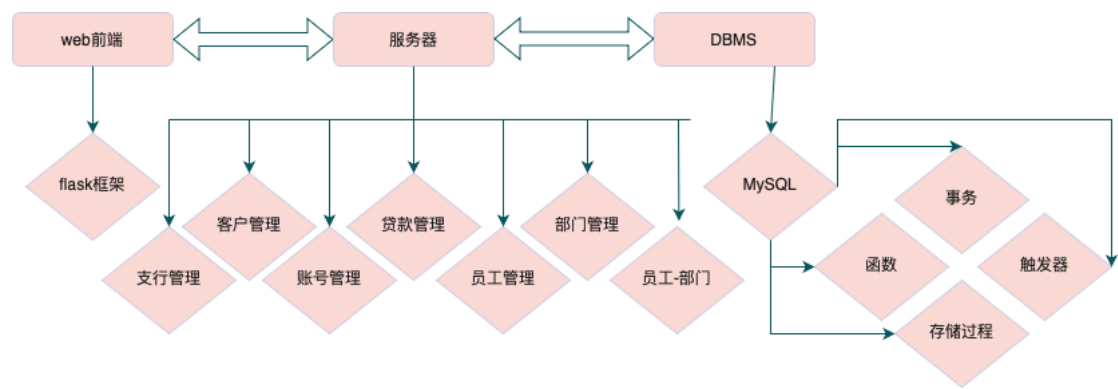 web前端
服务器
DBMS
flask框架
MySQL
事务
客户管理
贷款管理
部门管理
支行管理
账号管理
员工管理
员工-部门
函数
触发器
存储过程